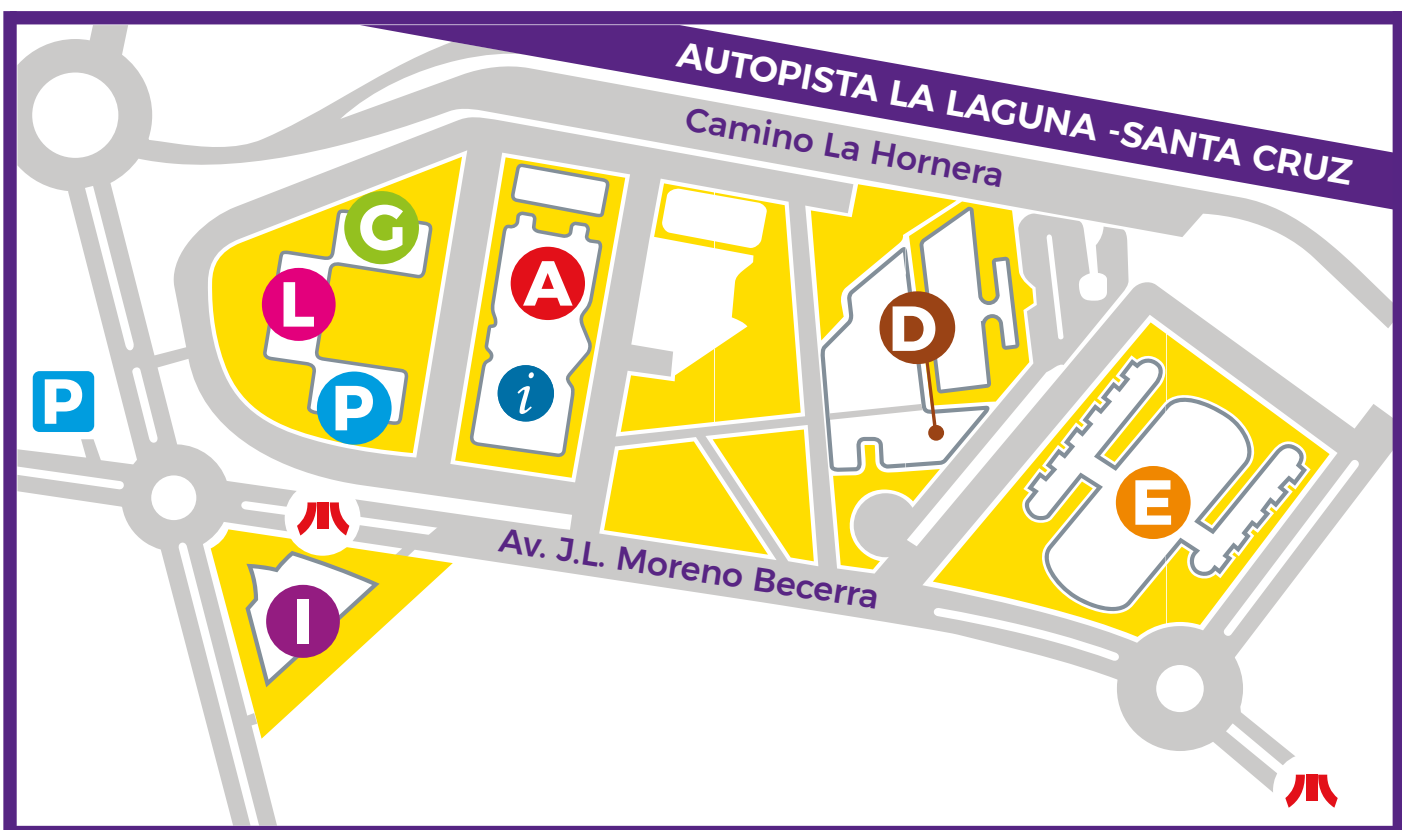 AUTOPISTA LA LAGUNA -SANTA CRUZ
Camino La Hornera
G
A
L
D
P
i
P
E
Av. J.L. Moreno Becerra
I